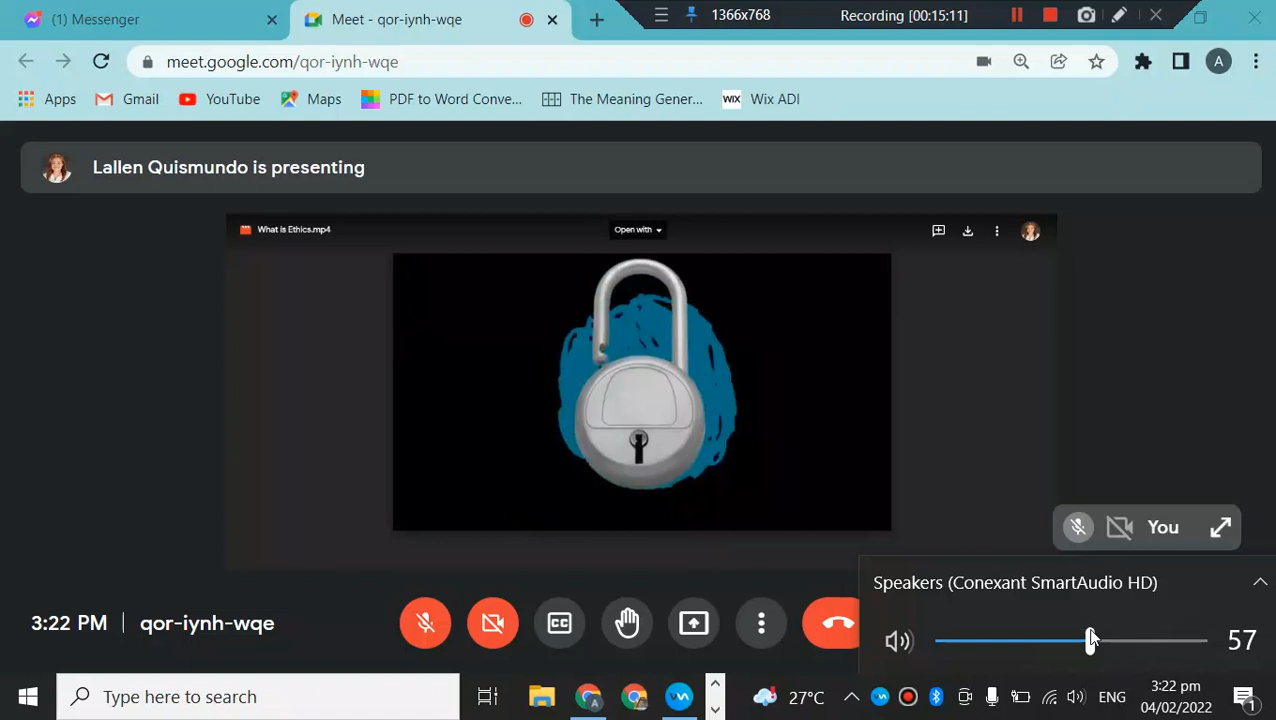 (1) Messenger
Meet - qor-iynh-wqe
1366x768
Recording [00:15:11]
meet.google.com/qor-iynh-wqe
A
Apps
Gmail
YouTube
Maps
PDF to Word Conve...
The Meaning Gener...
WIX
Wix ADI
Lallen Quismundo is presenting
What is Ethics.mp4
Open with
You
Speakers (Conexant SmartAudio HD)
57
3:22 PM
qor-iynh-wqe
CC
Type here to search
A
27°C
ENG
3:22 pm
04/02/2022
1